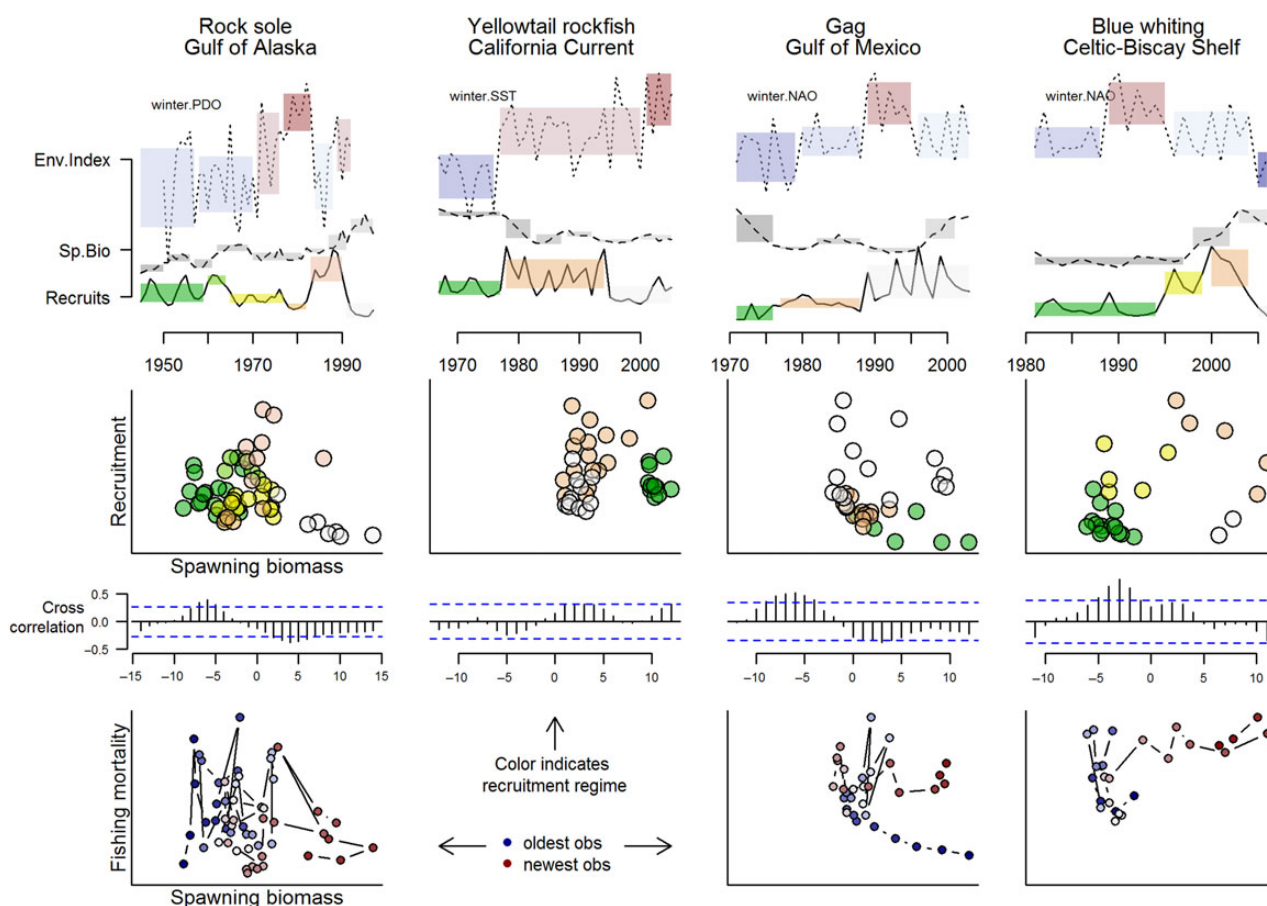 Rock sole
Gulf of Alaska
Yellowtail rockfish
California Current
Gag
Gulf of Mexico
Blue whiting
Celtic-Biscay Shelf
winter.PDO
winter.SST
winter.NAO
winter.NAO
Env.Index
Sp.Bio
Recruits
1950 1970 1990
1970 1980 1990 2000
1970 1980 1990 2000
1980 1990 2000
Recruitment
Spawning biomass
Cross
correlation
0.5
0.0
−0.5
−15 −10 −5 0 5 10 15
−10 −5 0 5 10
−10 −5 0 5 10
−10 −5 0 5 10
Fishing mortality
Color indicates
recruitment regime
oldest obs
newest obs
Spawning biomass